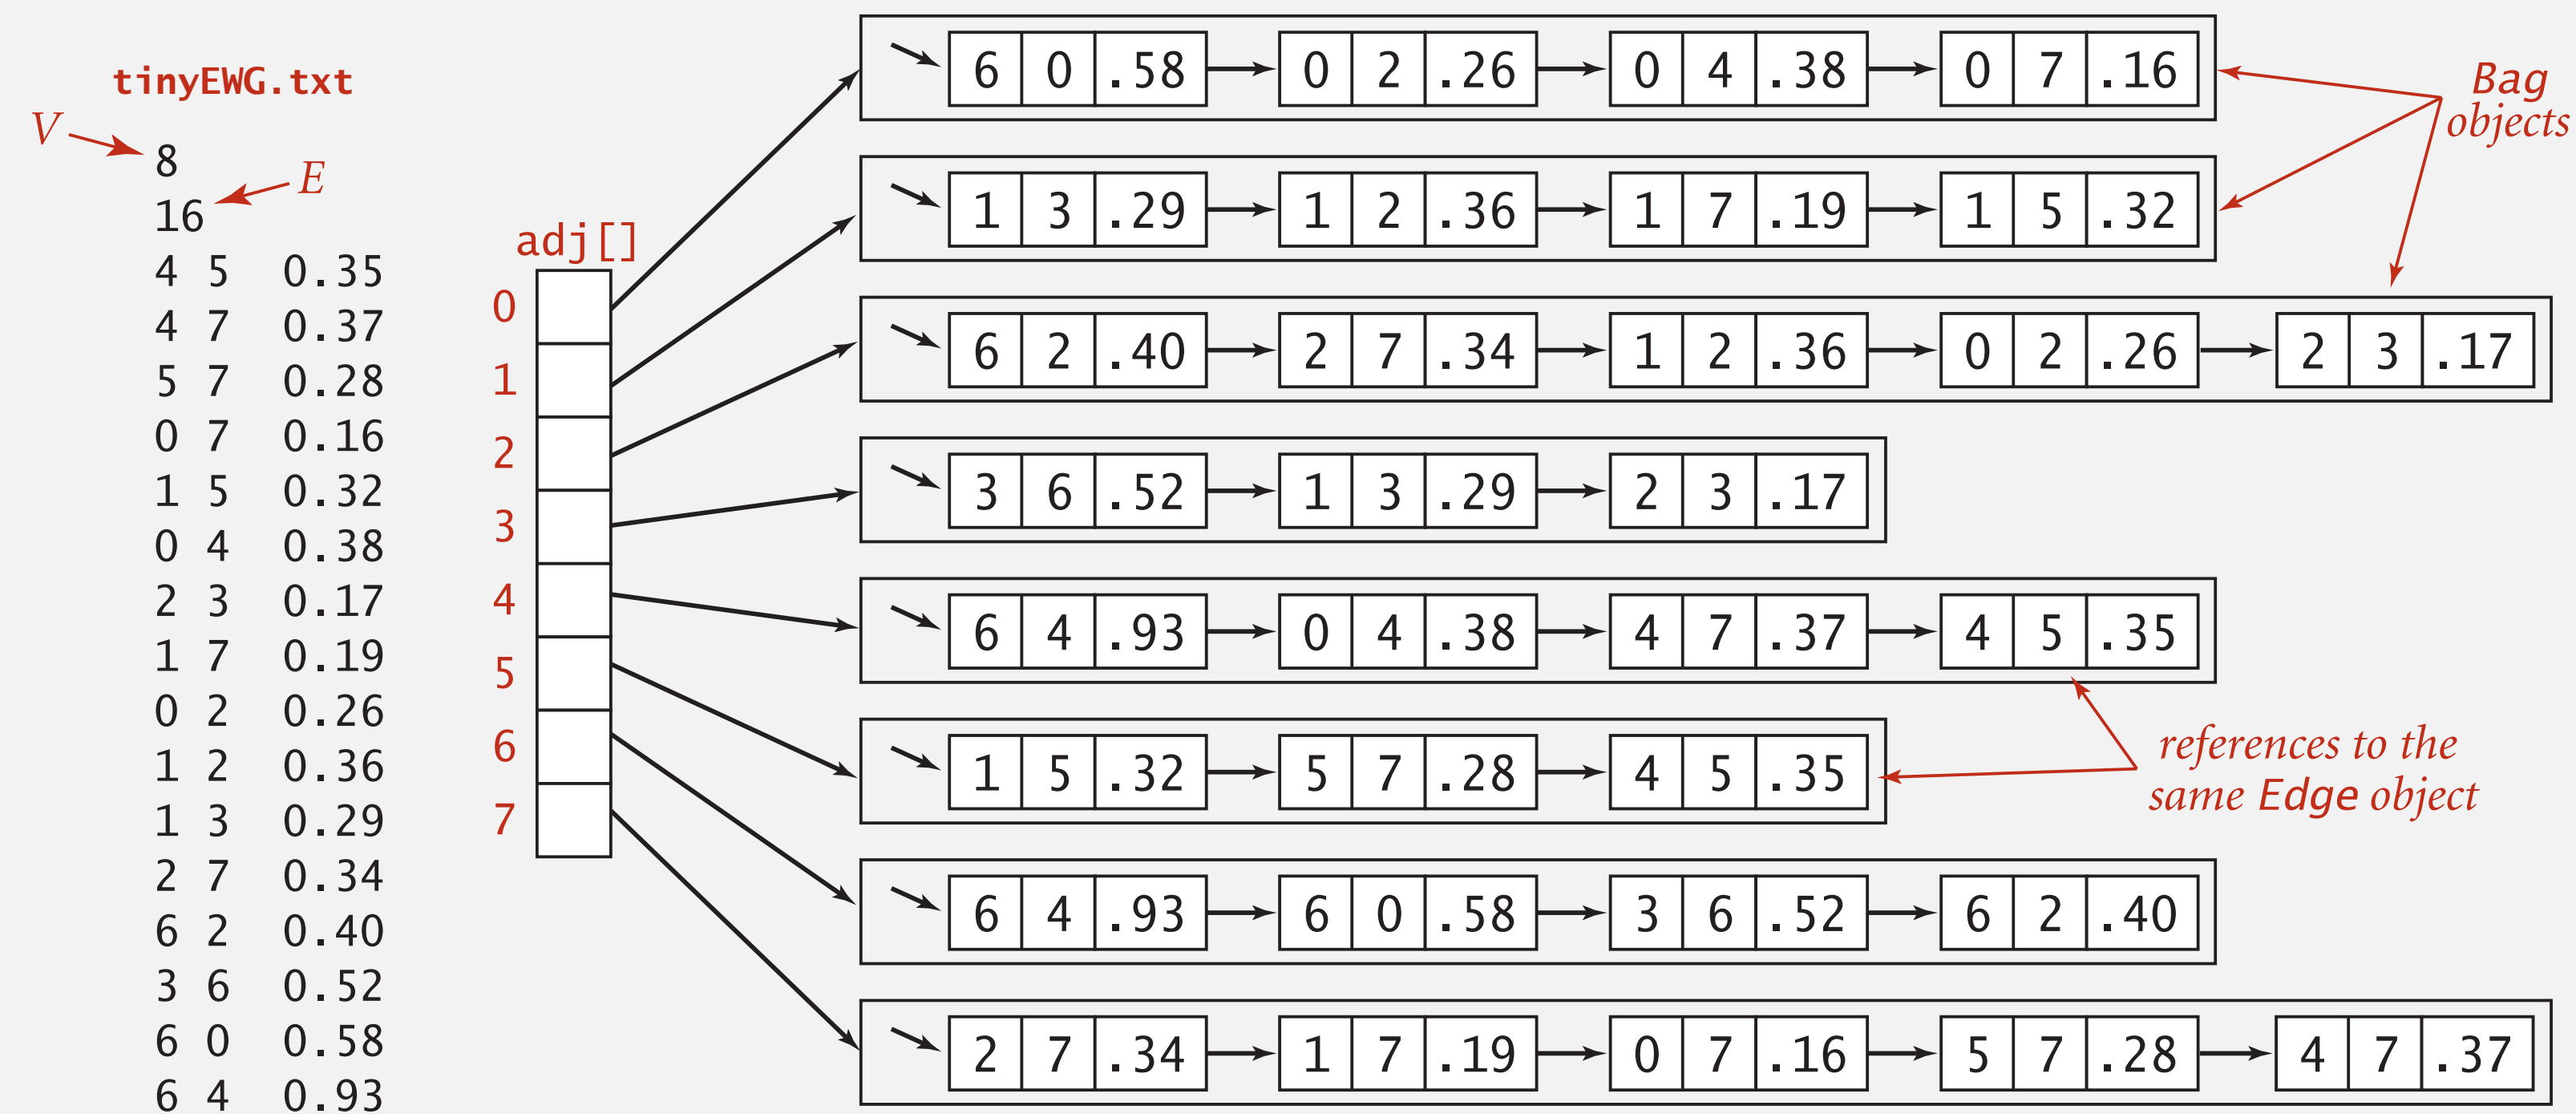 tinyEWG.txt
V
8
E
16
4 5 0.35
4 7 0.37
5 7 0.28
0 7 0.16
1 5 0.32
0 4 0.38
2 3 0.17
1 7 0.19
0 2 0.26
1 2 0.36
1 3 0.29
2 7 0.34
6 2 0.40
3 6 0.52
6 0 0.58
6 4 0.93
adj[]
0
1
2
3
4
5
6
7
6 0 .58 0 2 .26 0 4 .38 0 7 .16
1 3 .29 1 2 .36 1 7 .19 1 5 .32
6 2 .40 2 7 .34 1 2 .36 0 2 .26 2 3 .17
3 6 .52 1 3 .29 2 3 .17
6 4 .93 0 4 .38 4 7 .37 4 5 .35
1 5 .32 5 7 .28 4 5 .35
6 4 .93 6 0 .58 3 6 .52 6 2 .40
2 7 .34 1 7 .19 0 7 .16 5 7 .28 4 7 .37
Bag
objects
references to the
same Edge object